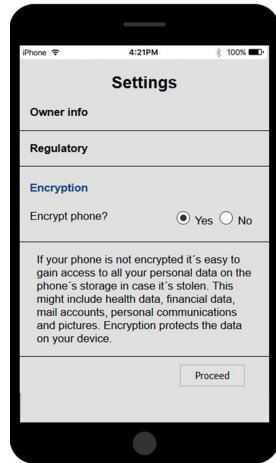 iPhone 4:21PM 100%
Settings
Owner info
Regulatory
Encryption
Encrypt phone? Yes No
If your phone is not encrypted it´s easy to
gain access to all your personal data on the
phone´s storage in case it´s stolen. This
might include health data, financial data,
mail accounts, personal communications
and pictures. Encryption protects the data
on your device.
Proceed